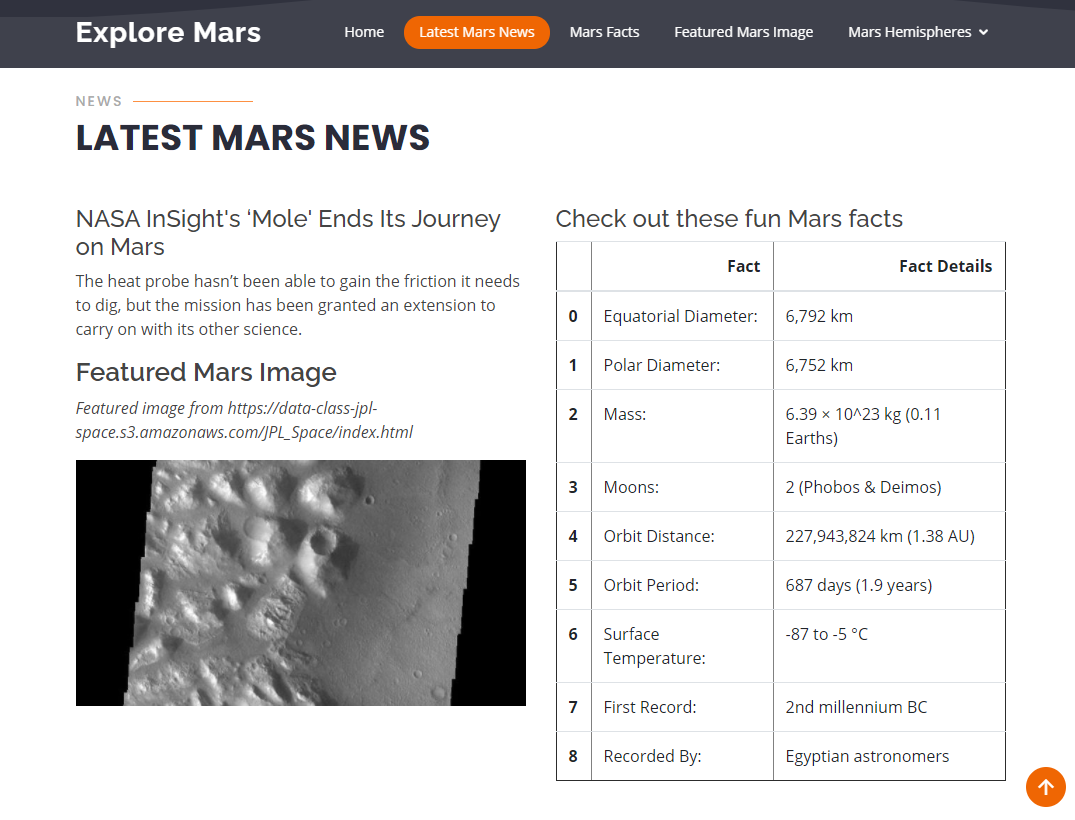 Explore Mars
Home
Latest Mars News
Mars Facts
Featured Mars Image
Mars Hemispheres
NEWS
LATEST MARS NEWS
NASA InSight's ‘Mole' Ends Its Journey
on Mars
The heat probe hasn’t been able to gain the friction it needs
to dig, but the mission has been granted an extension to
carry on with its other science.
Featured Mars Image
Featured image from https://data-class-jpl-
space.s3.amazonaws.com/JPL_Space/index.html
Check out these fun Mars facts
Fact Fact Details
0 Equatorial Diameter: 6,792 km
1 Polar Diameter: 6,752 km
2 Mass: 6.39 × 10^23 kg (0.11
Earths)
3 Moons: 2 (Phobos & Deimos)
4 Orbit Distance: 227,943,824 km (1.38 AU)
5 Orbit Period: 687 days (1.9 years)
6 Surface -87 to -5 °C
Temperature:
7 First Record: 2nd millennium BC
8 Recorded By: Egyptian astronomers